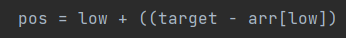 pos = low + ((target - arr[low])